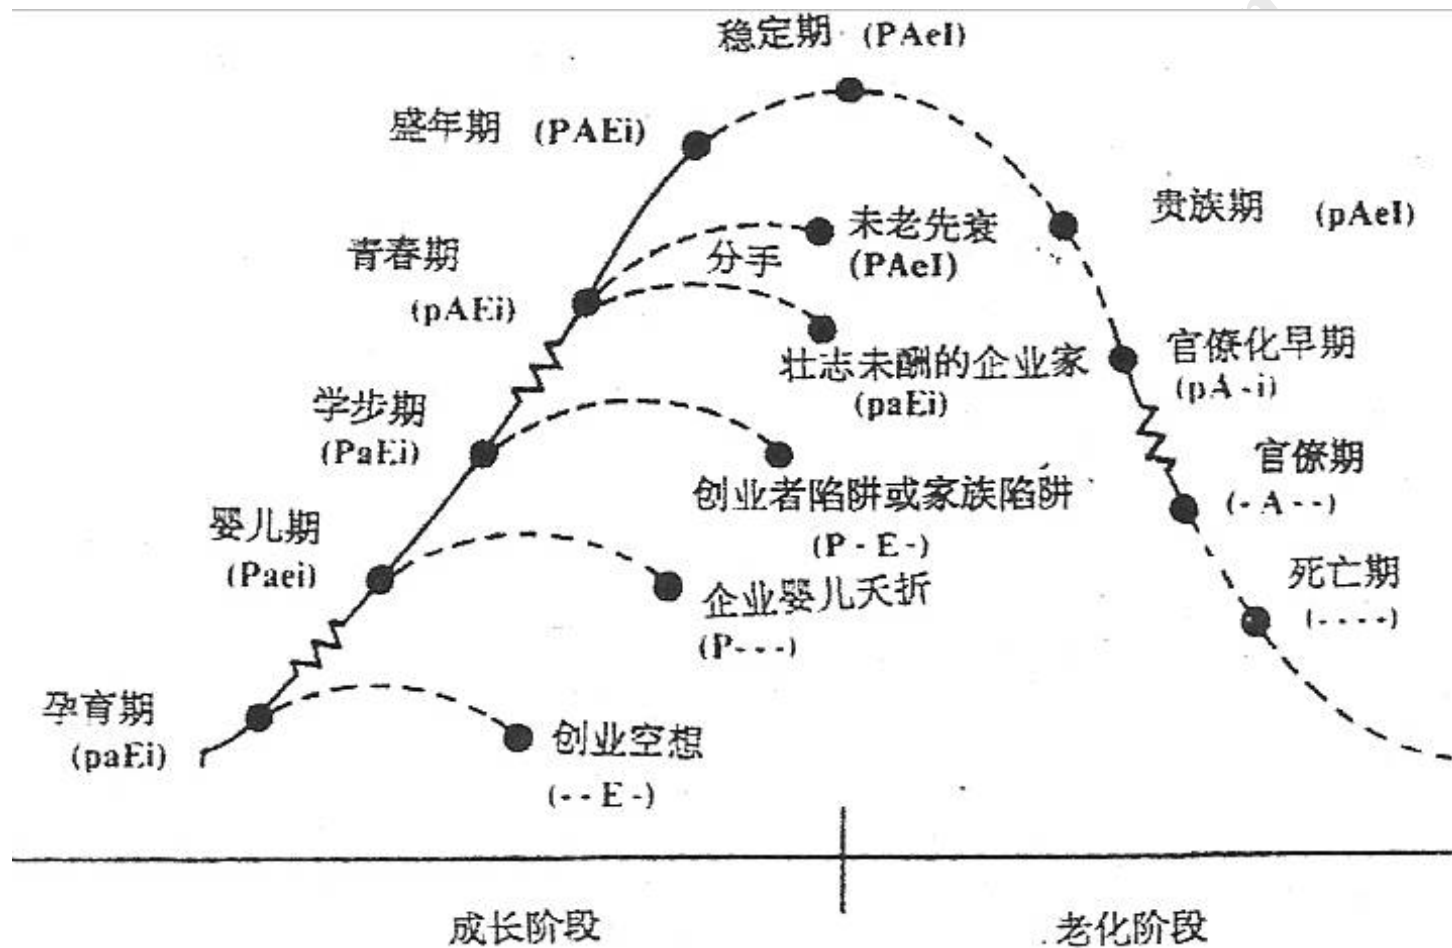 稳定期 (PAeI)
盛年期 (PAEi)
青春期
(pAEi)
未老先衰
(PAeI)
分手
贵族期 (pAeI)
壮志未酬的企业家
(paEi)
官僚化早期
(pA-i)
学步期
(PaEi)
创业者陷阱或家族陷阱
(P-E-)
官僚期
(-A--)
婴儿期
(Paei)
企业婴儿夭折
(P---)
死亡期
(----)
孕育期
(paEi)
创业空想
(--E-)
成长阶段
老化阶段